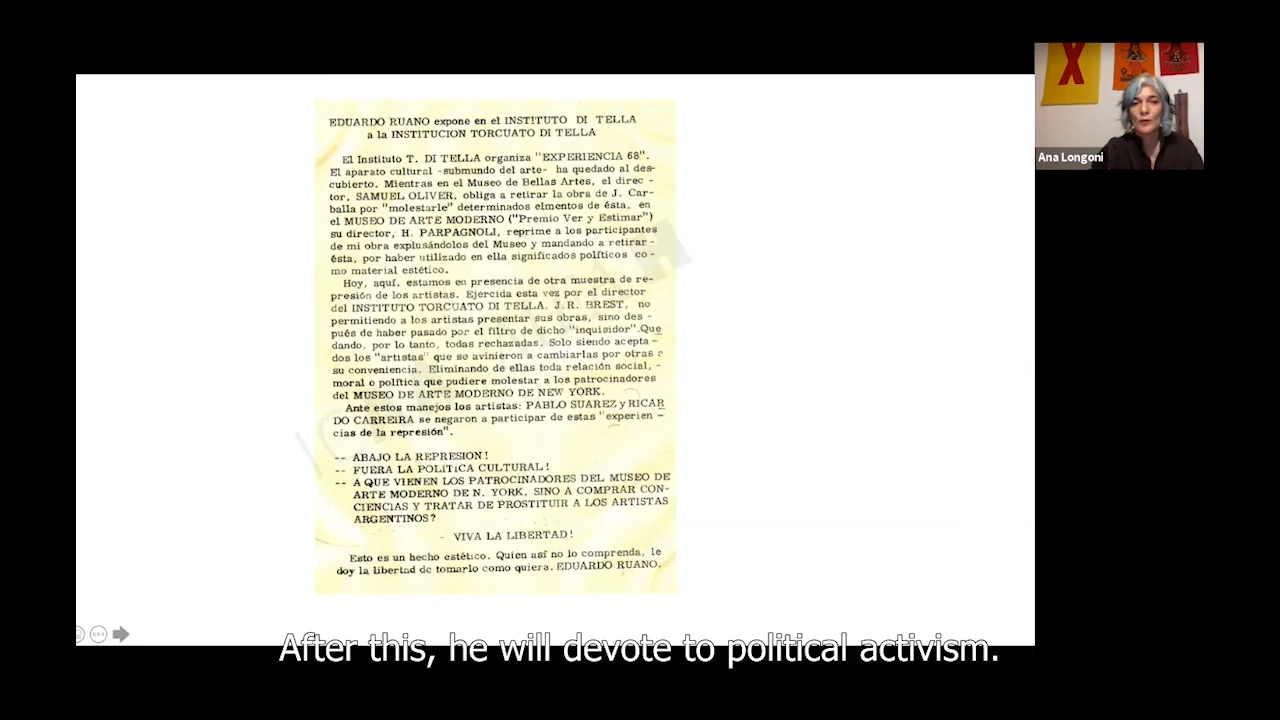 EDUARDO RUANO expone en el INSTITUTO DI TELLA
a la INSTITUCION TORCUATO DI TELLA
El Instituto T. DI TELLA organiza "EXPERIENCIA 68".
El aparato cultural -submundo del arte- ha quedado al des-
cubierto. Mientras en el Museo de Bellas Artes, el direc -
tor, SAMUEL OLIVER, obliga a retirar la obra de J. Car-
balla por "molestarle" determinados elmentos de ésta, en
el MUSEO DE ARTE MODERNO ("Premio Ver y Estimar")
su director, H. PARPAGNOLI, reprime a los participantes
de mi obra explusándolos del Museo y mandando a retirar -
ésta, por haber utilizado en ella significados políticos co -
mo material estético.
Hoy, aquí. estamos en presencia de otra muestra de re-
presión de los artistas. Ejercida esta vez por el director
del INSTITUTO TORCUATO DI TELLA. J.R. BREST, no
permitiendo a los artistas presentar sus obras, sino des -
pués de haber pasado por el filtro de dicho "inquisidor". Que
dando, por lo tanto, todas rechazadas. Solo siendo acepta -
dos los "artistas" que se avinieron a cambiarlas por otras
su conveniencia. Eliminando de ellas toda relación social, -
moral o política que pudiere molestar a los patrocinadores
del MUSEO DE ARTE MODERNO DE NEW YORK.
Ante estos manejos los artistas: PABLO SUAREZ y RICAR
DO CARREIRA se negaron a participar de estas "experien -
cias de la represión".
-- ABAJO LA REPRESION!
-- FUERA LA POLITICA CULTURAL!
-- A QUE VIENEN LOS PATROCINADORES DEL MUSEO DE
ARTE MODERNO DE N. YORK, SINO A COMPRAR CON-
CIENCIAS Y TRATAR DE PROSTITUIR A LOS ARTISTAS
ARGENTINOS?
- VIVA LA LIBERTAD!
Esto es un hecho estético. Quien así no lo comprenda, le
doy la libertad de tomarlo como quiera. EDUARDO RUANO.
Ana Longoni
After this, he will devote to political activism.